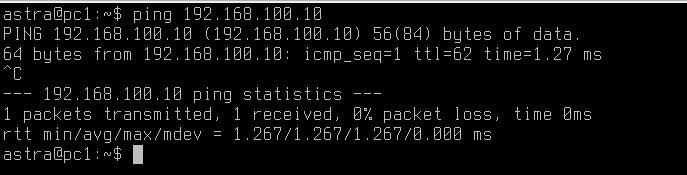 astra@pc1:~$ ping 192.168.100.10
PING 192.168.100.10 (192.168.100.10) 56(84) bytes of data.
64 bytes from 192.168.100.10: icmp_seq=1 ttl=62 time=1.27 ms
^C
--- 192.168.100.10 ping statistics ---
1 packets transmitted, 1 received, 0% packet loss, time 0ms
rtt min/avg/max/mdev = 1.267/1.267/1.267/0.000 ms
astra@pc1:~$